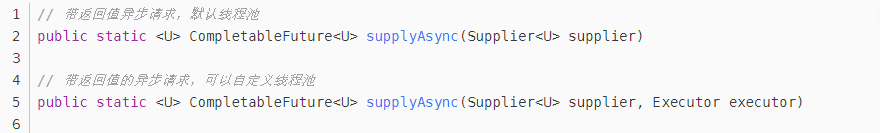 1 // 带返回值异步请求，默认线程池
2 public static <U> CompletableFuture<U> supplyAsync(Supplier<U> supplier)
3
4 // 带返回值的异步请求，可以自定义线程池
5 public static <U> CompletableFuture<U> supplyAsync(Supplier<U> supplier, Executor executor)
6